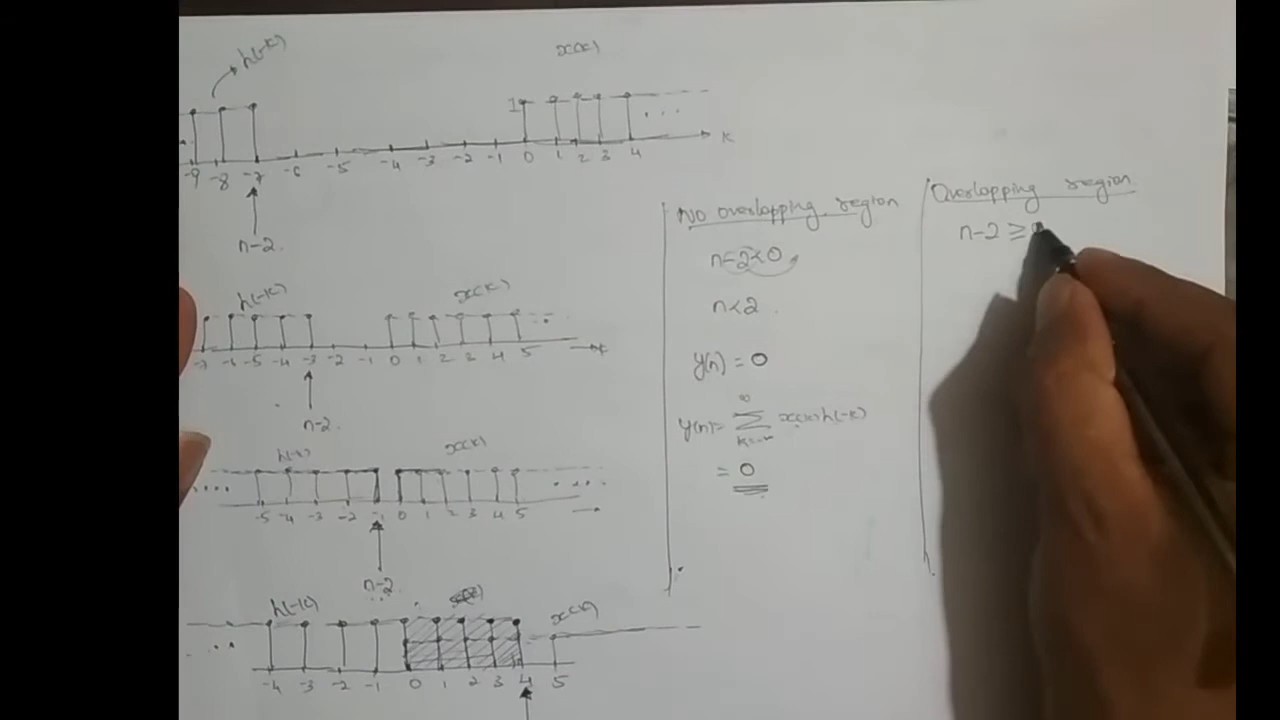 h(-k)
x(k)
1
...
-9 -8 -7 -6 -5 -4 -3 -2 -1 0 1 2 3 4
k
n-2.
h(-k)
x(k)
-7 -6 -5 -4 -3 -2 -1 0 1 2 3 4 5
n-2.
x(k)
....
....
-5 -4 -3 -2 -1 0 1 2 3 4 5
n-2
h(-k)
x(k)
-4 -3 -2 -1 0 1 2 3 4 5
No overlapping region
n-2<0
n<2
y(n) = 0
∞
y(n)= ∑ x(k) h(-k)
= 0
Overlapping region
n-2 ≥